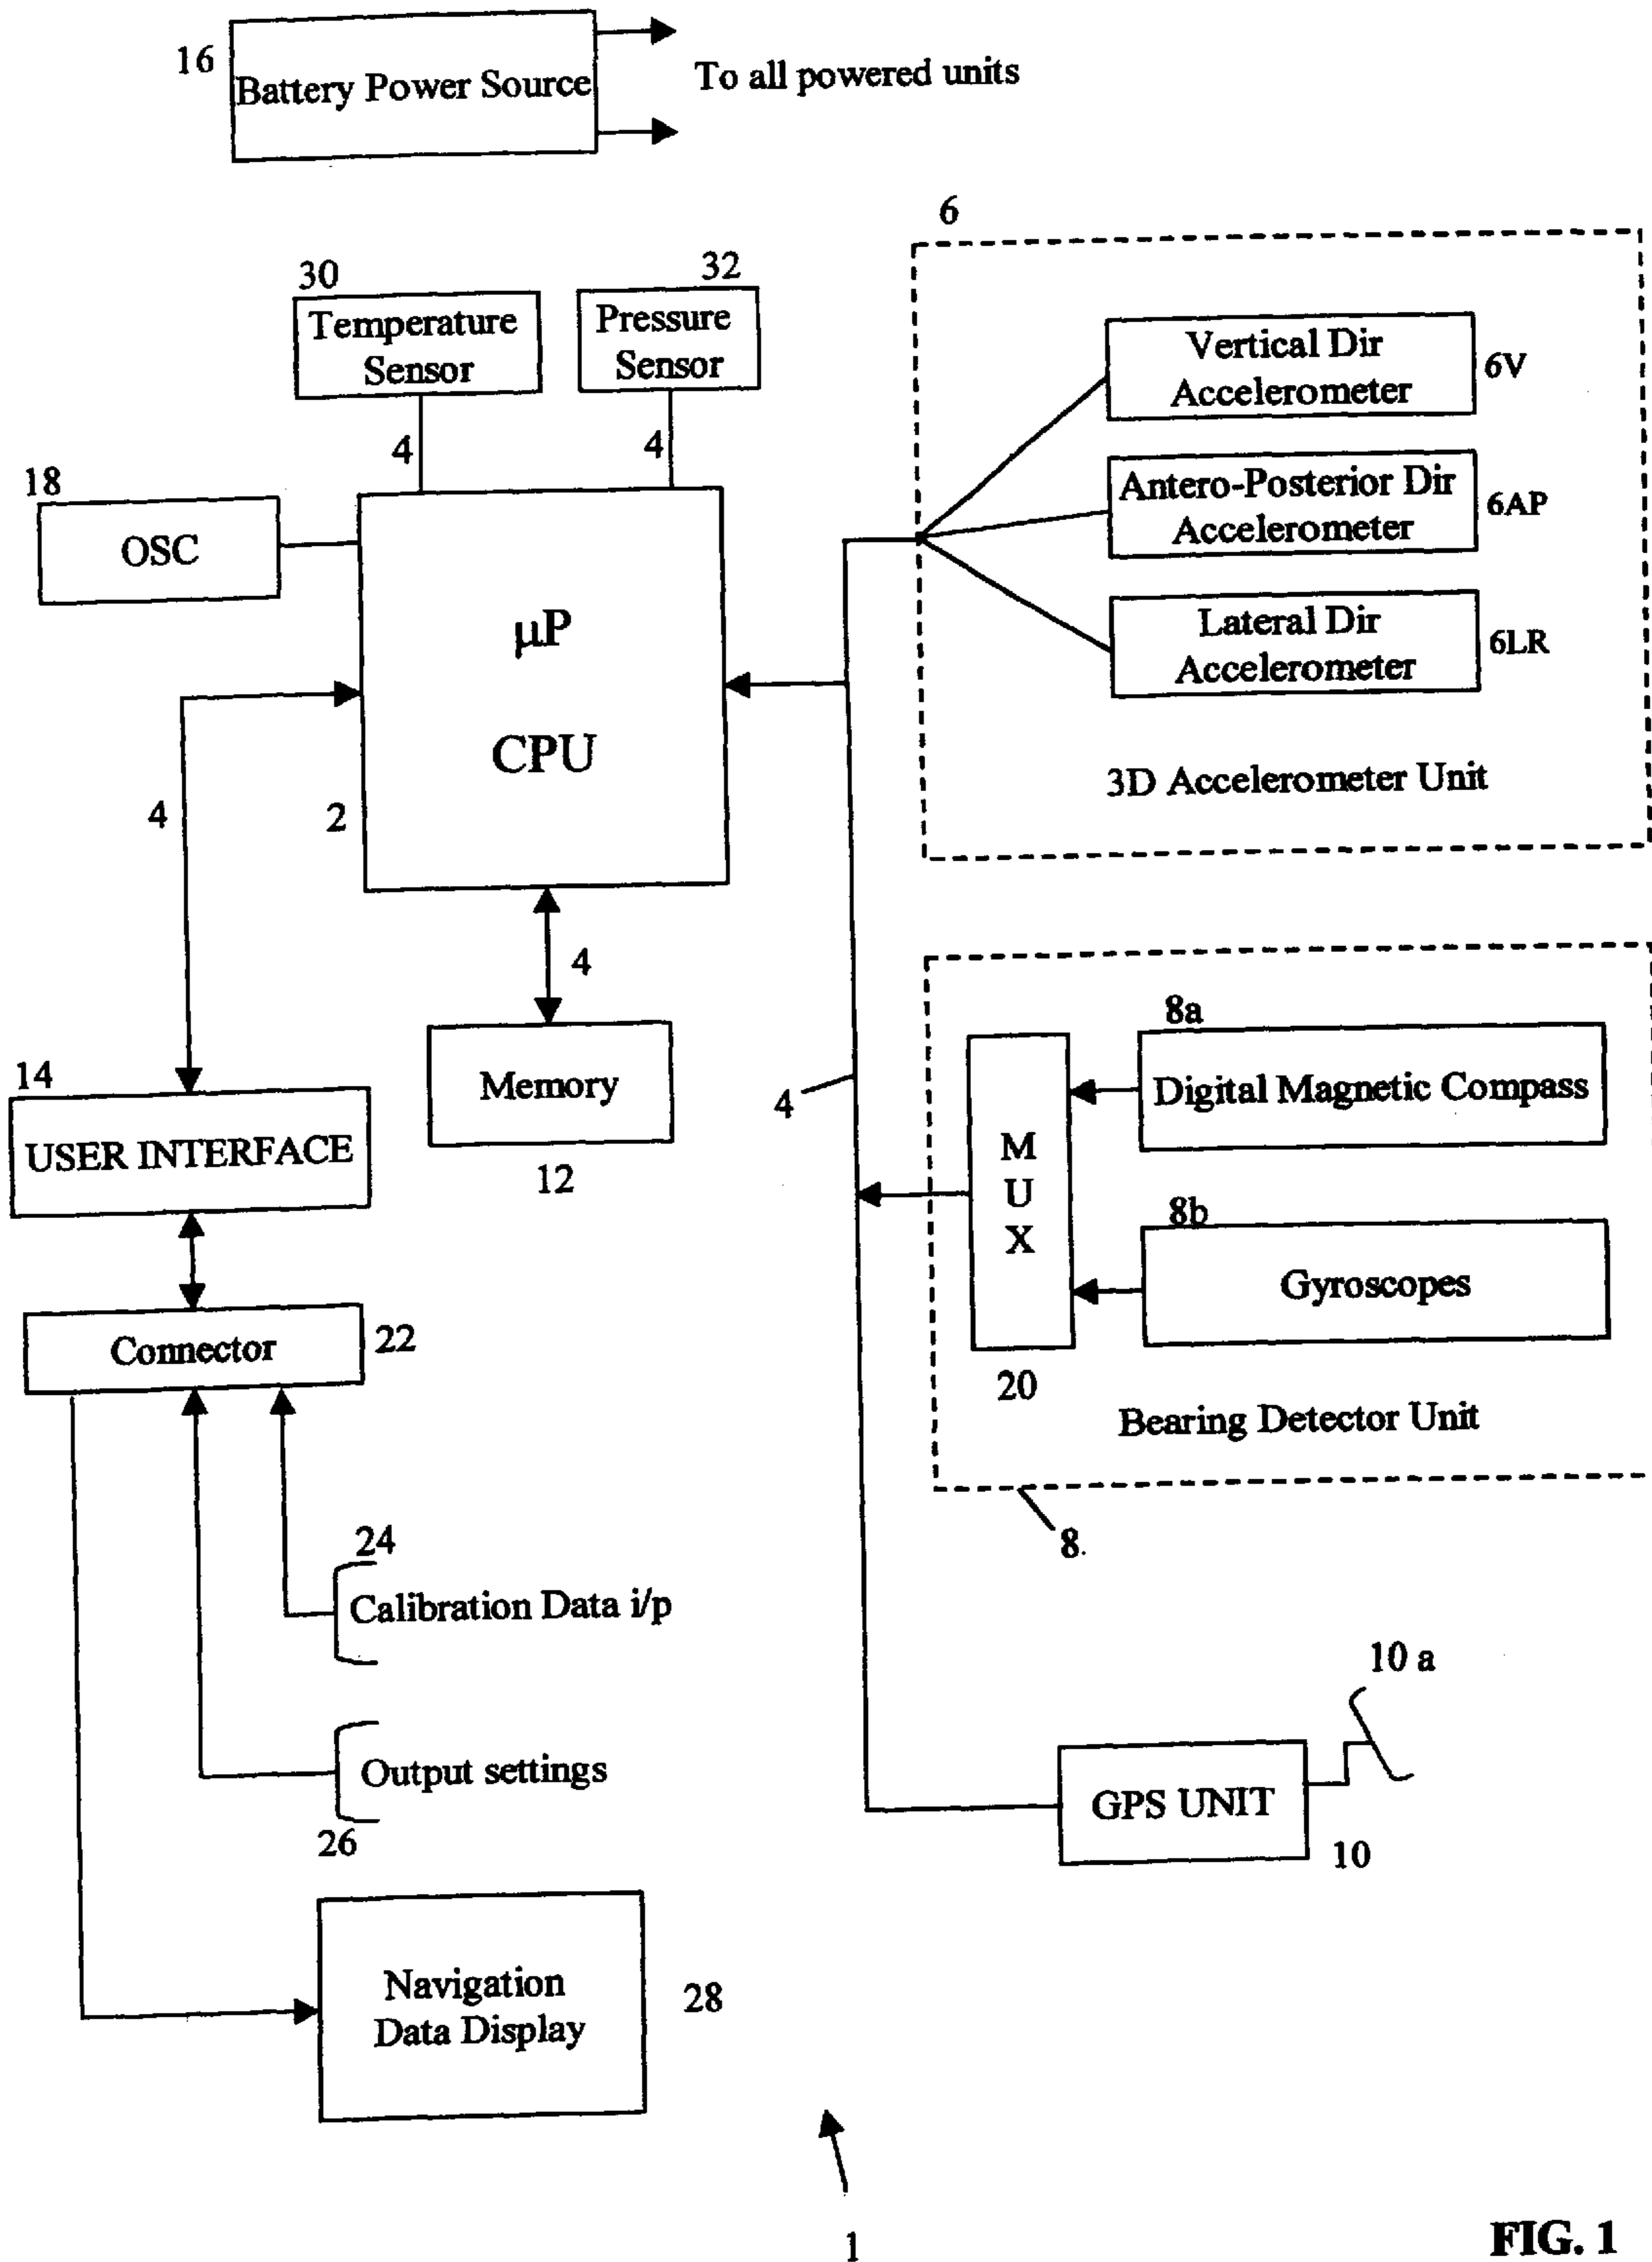 16
Battery Power Source
To all powered units
6
30
32
Temperature
Sensor
Pressure
Sensor
Vertical Dir
Accelerometer
6V
4
4
18
OSC
Antero-Posterior Dir
Accelerometer
6AP
µP
CPU
2
Lateral Dir
Accelerometer
6LR
3D Accelerometer Unit
4
4
14
USER INTERFACE
Memory
12
4
8a
Digital Magnetic Compass
M
U
X
8b
Gyroscopes
20
Bearing Detector Unit
8.
Connector
22
24
Calibration Data i/p
Output settings
26
10 a
GPS UNIT
10
Navigation
Data Display
28
1
FIG. 1